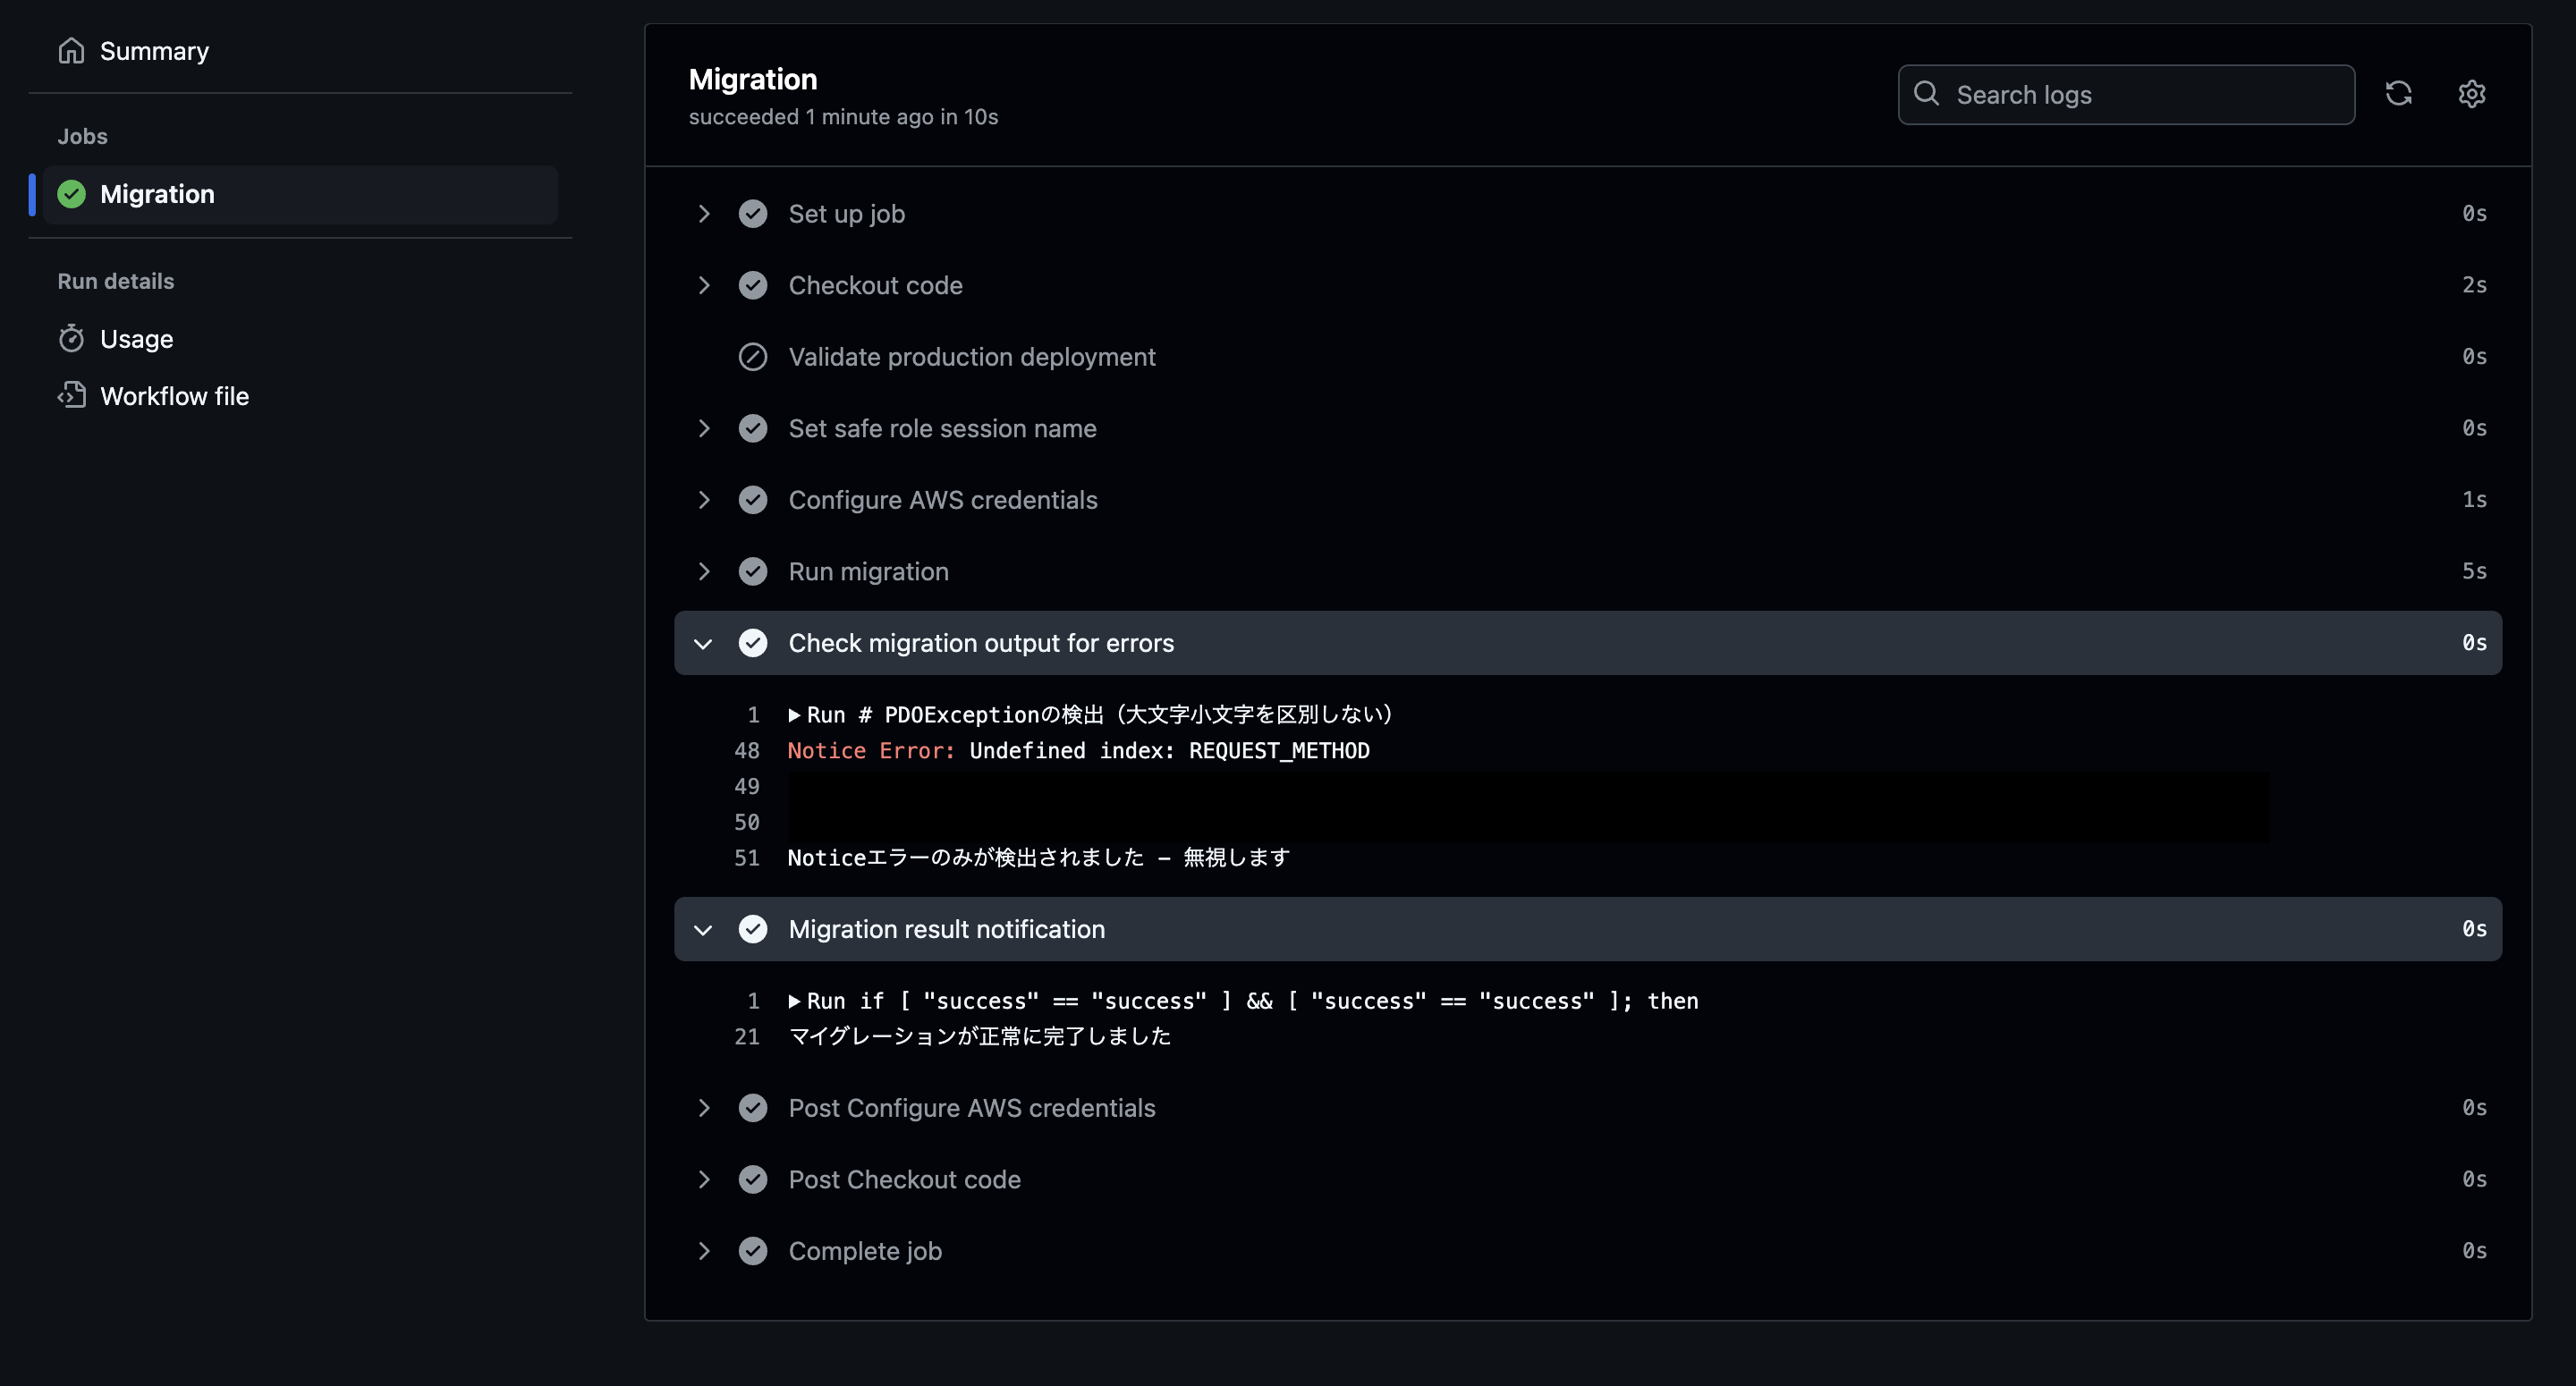 Summary
Jobs
Migration
Run details
Usage
Workflow file
Migration
succeeded 1 minute ago in 10s
Search logs
Set up job 0s
Checkout code 2s
Validate production deployment 0s
Set safe role session name 0s
Configure AWS credentials 1s
Run migration 5s
Check migration output for errors 0s
1 Run # PDOExceptionの検出（大文字小文字を区別しない）
48 Notice Error: Undefined index: REQUEST_METHOD
49
50
51 Noticeエラーのみが検出されました - 無視します
Migration result notification 0s
1 Run if [ "success" == "success" ] && [ "success" == "success" ]; then
21 マイグレーションが正常に完了しました
Post Configure AWS credentials 0s
Post Checkout code 0s
Complete job 0s